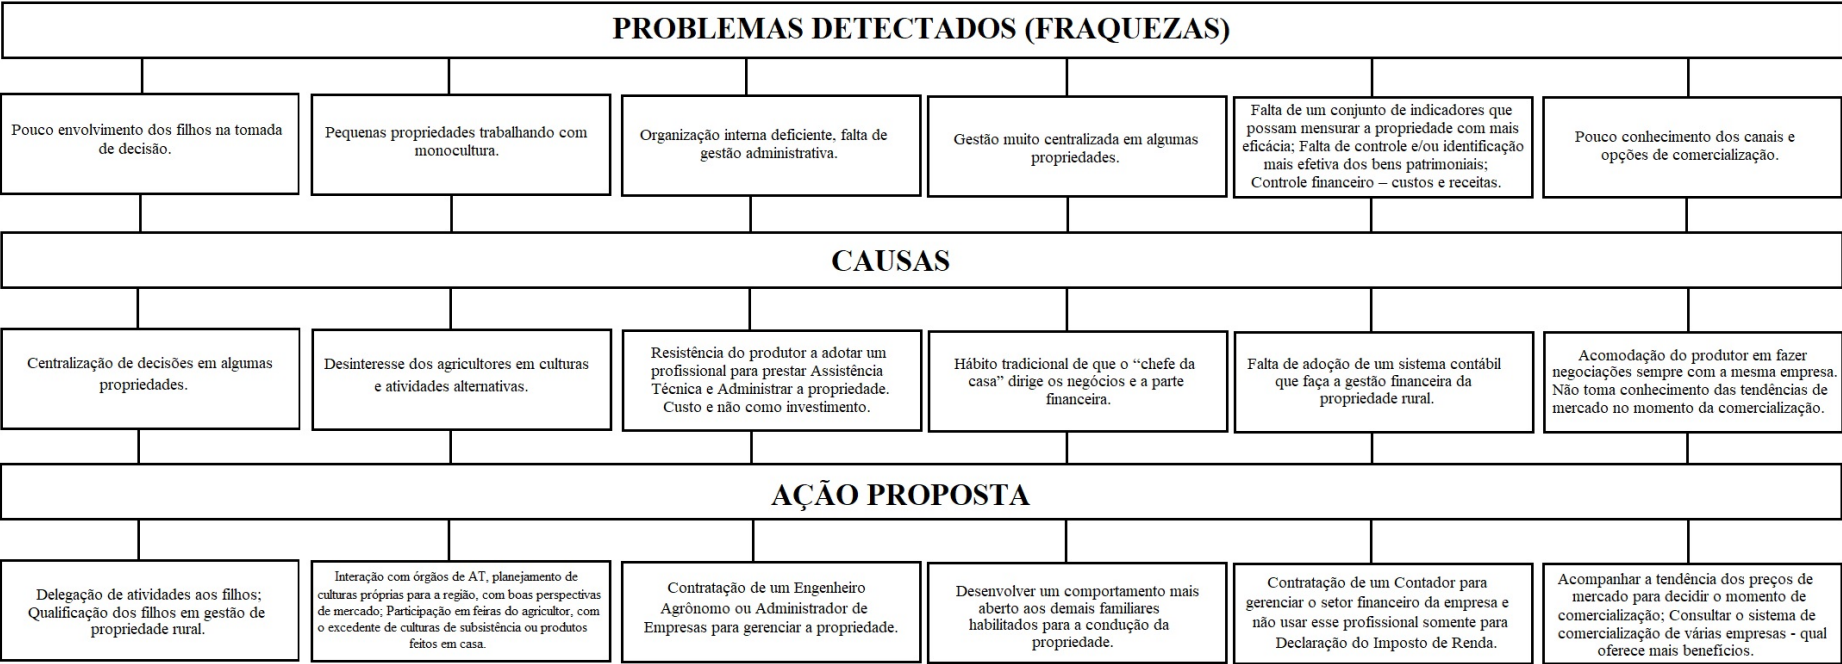 PROBLEMAS DETECTADOS (FRAQUEZAS)
Pouco envolvimento dos filhos na tomada
de decisão.
Pequenas propriedades trabalhando com
monocultura.
Organização interna deficiente, falta de
gestão administrativa.
Gestão muito centralizada em algumas
propriedades.
Falta de um conjunto de indicadores que
possam mensurar a propriedade com mais
eficácia; Falta de controle e/ou identificação
mais efetiva dos bens patrimoniais;
Controle financeiro – custos e receitas.
Pouco conhecimento dos canais e
opções de comercialização.
CAUSAS
Centralização de decisões em algumas
propriedades.
Desinteresse dos agricultores em culturas
e atividades alternativas.
Resistência do produtor a adotar um
profissional para prestar Assistência
Técnica e Administrar a propriedade.
Custo e não como investimento.
Hábito tradicional de que o “chefe da
casa” dirige os negócios e a parte
financeira.
Falta de adoção de um sistema contábil
que faça a gestão financeira da
propriedade rural.
Acomodação do produtor em fazer
negociações sempre com a mesma empresa.
Não toma conhecimento das tendências de
mercado no momento da comercialização.
AÇÃO PROPOSTA
Delegação de atividades aos filhos;
Qualificação dos filhos em gestão de
propriedade rural.
Interação com órgãos de AT, planejamento de
culturas próprias para a região, com boas perspectivas
de mercado; Participação em feiras do agricultor, com
o excedente de culturas de subsistência ou produtos
feitos em casa.
Contratação de um Engenheiro
Agrônomo ou Administrador de
Empresas para gerenciar a propriedade.
Desenvolver um comportamento mais
aberto aos demais familiares
habilitados para a condução da
propriedade.
Contratação de um Contador para
gerenciar o setor financeiro da empresa e
não usar esse profissional somente para
Declaração do Imposto de Renda.
Acompanhar a tendência dos preços de
mercado para decidir o momento de
comercialização; Consultar o sistema de
comercialização de várias empresas - qual
oferece mais benefícios.